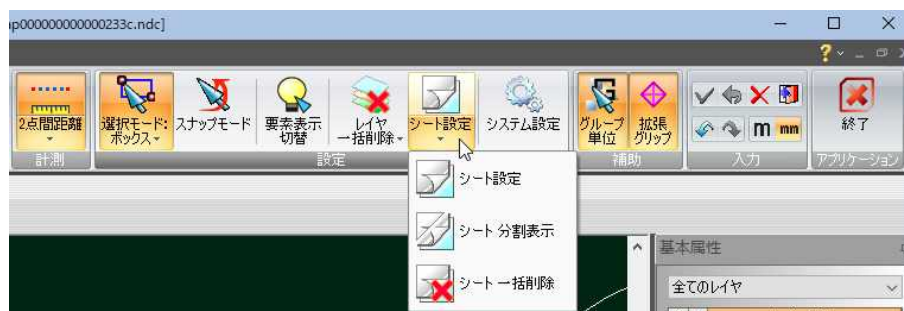 p000000000000233c.ndc]
2点間距離
選択モード:
ボックス
スナップモード
要素表示
切替
レイヤ
一括削除
シート設定
システム設定
グループ
単位
拡張
グリップ
m
mm
終了
計測
設定
補助
入力
アプリケーション
シート設定
シート分割表示
シート一括削除
基本属性
全てのレイヤ